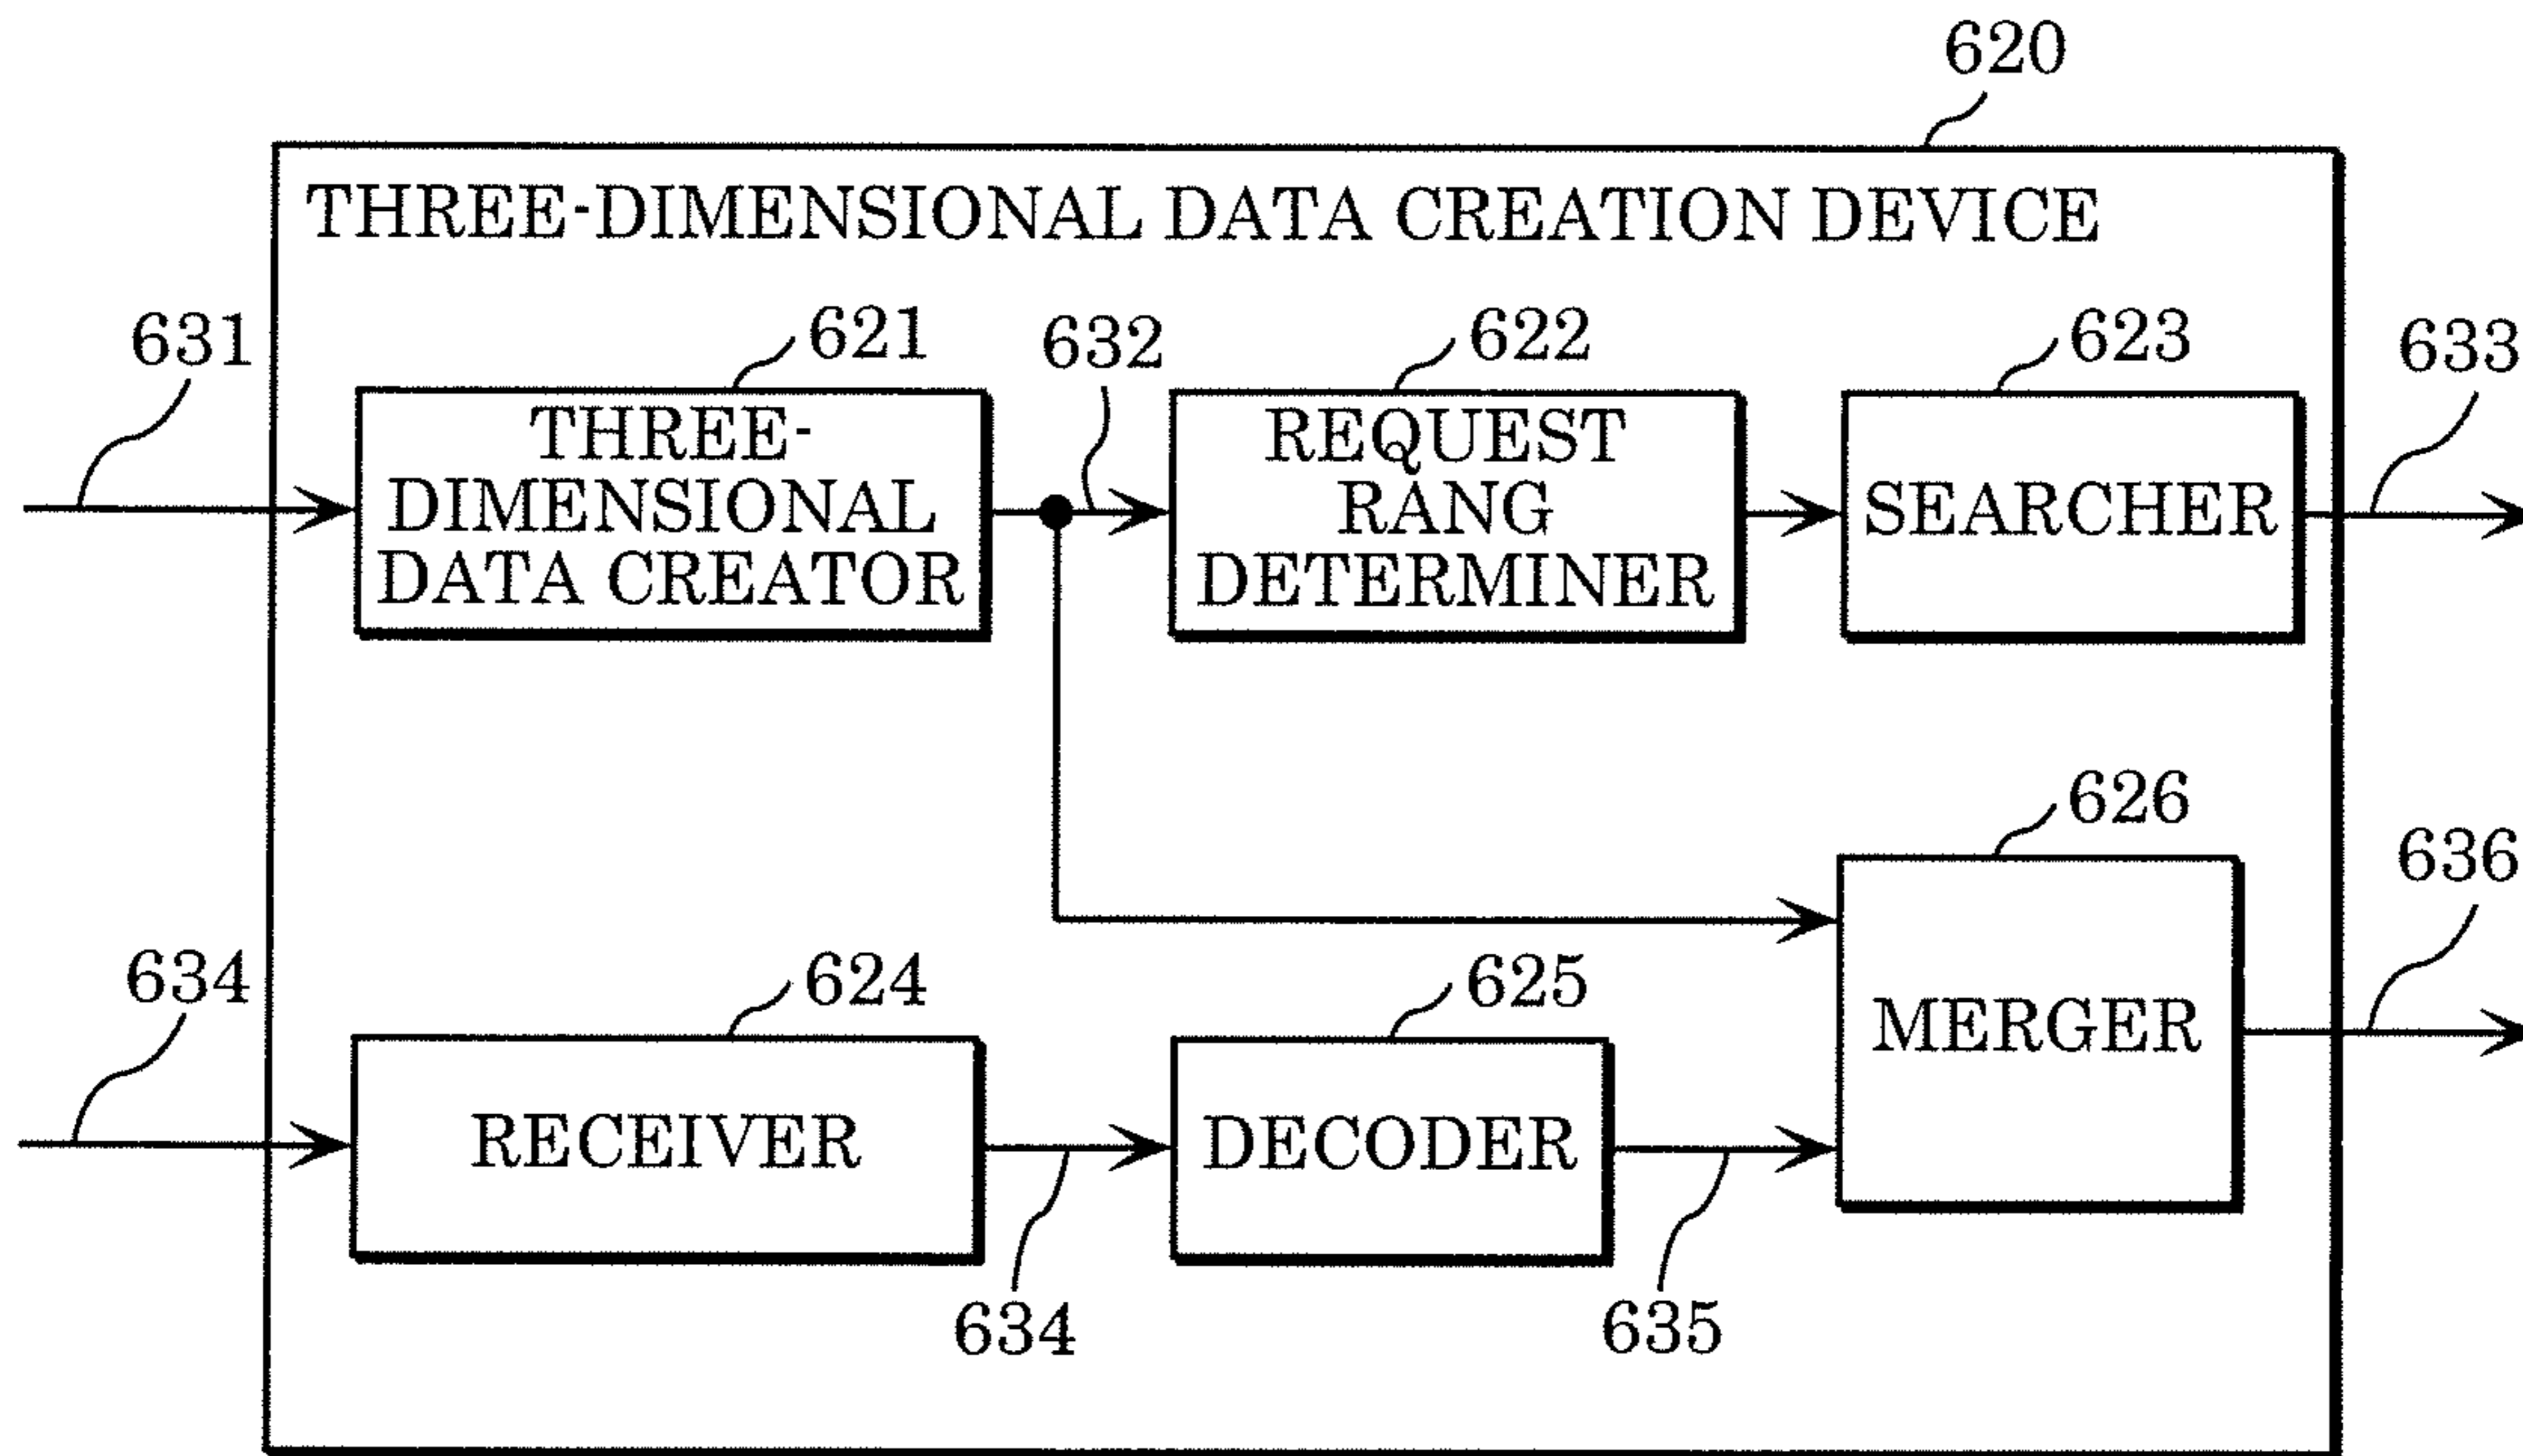 620
THREE-DIMENSIONAL DATA CREATION DEVICE
631
621
632
622
623
633
THREE-
DIMENSIONAL
DATA CREATOR
REQUEST
RANG
DETERMINER
SEARCHER
626
636
MERGER
634
624
625
RECEIVER
DECODER
634
635